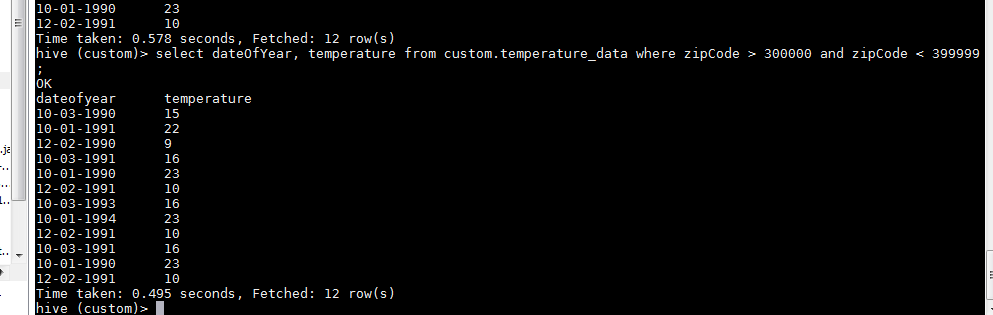 10-01-1990 23
12-02-1991 10
Time taken: 0.578 seconds, Fetched: 12 row(s)
hive (custom)> select dateOfYear, temperature from custom.temperature_data where zipCode > 300000 and zipCode < 399999
;
OK
dateofyear temperature
10-03-1990 15
10-01-1991 22
12-02-1990 9
10-03-1991 16
10-01-1990 23
12-02-1991 10
10-03-1993 16
10-01-1994 23
12-02-1991 10
10-03-1991 16
10-01-1990 23
12-02-1991 10
Time taken: 0.495 seconds, Fetched: 12 row(s)
hive (custom)>